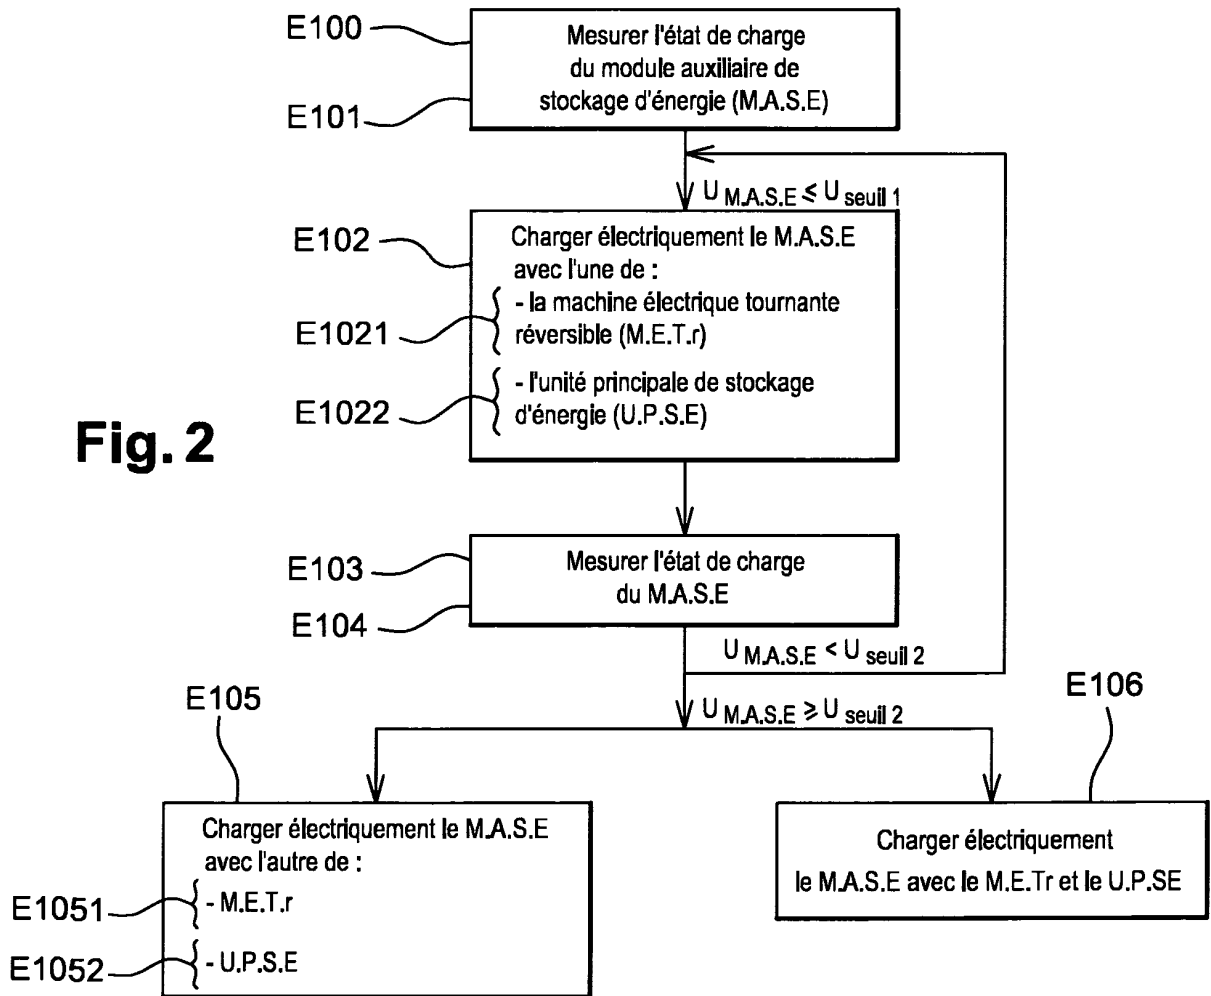 E100
Mesurer l'état de charge
du module auxiliaire de
stockage d'énergie (M.A.S.E)
E101
U M.A.S.E ⩽ U seuil 1
E102
Charger électriquement le M.A.S.E
avec l'une de :
- la machine électrique tournante
réversible (M.E.T.r)
E1021
- l'unité principale de stockage
d'énergie (U.P.S.E)
E1022
Fig. 2
E103
Mesurer l'état de charge
du M.A.S.E
E104
U M.A.S.E < U seuil 2
U M.A.S.E ⩾ U seuil 2
E105
Charger électriquement le M.A.S.E
avec l'autre de :
E1051
- M.E.T.r
E1052
- U.P.S.E
E106
Charger électriquement
le M.A.S.E avec le M.E.Tr et le U.P.SE